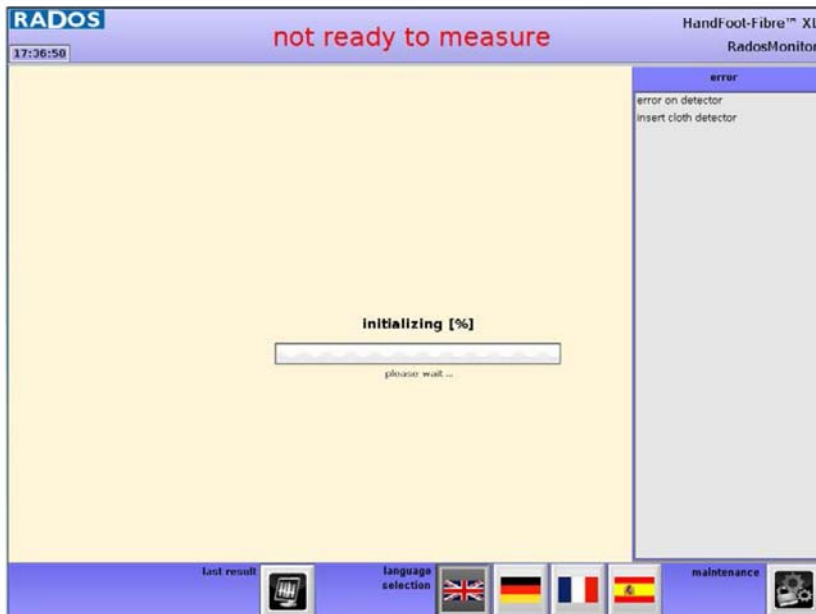 RADOS
17:36:50
not ready to measure
HandFoot-Fibre™ XL
RadosMonitor
error
error on detector
insert cloth detector
initializing [%]
please wait ...
last result
language
selection
maintenance